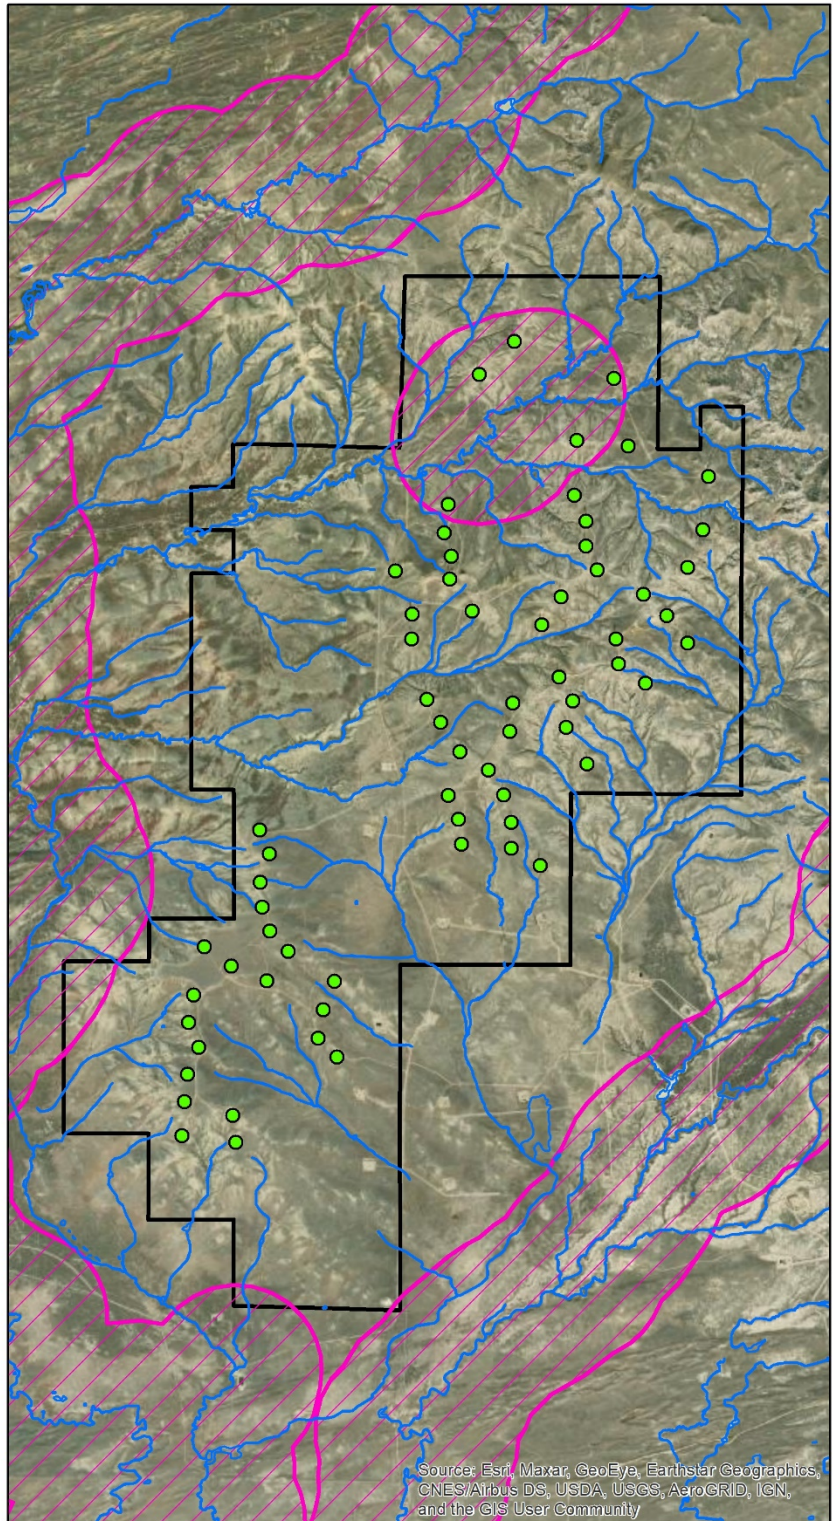 Source: Esri, Maxar, GeoEye, Earthstar Geographics,
CNES/Airbus DS, USDA, USGS, AeroGRID, IGN,
and the GIS User Community